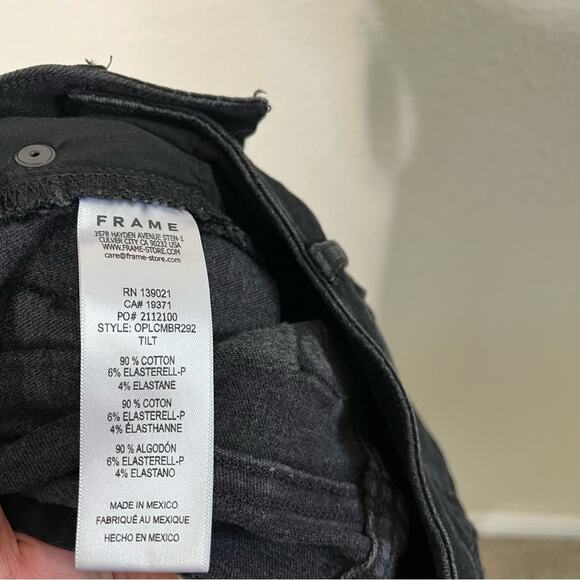 FRAME
3578 HAYDEN AVENUE STEN-1
CULVER CITY CA 90232 USA
WWW.FRAME-STORE.COM
care@frame-store.com
RN 139021
CA# 19371
PO# 2112100
STYLE: OPLCMBR292
TILT
90 % COTTON
6% ELASTERELL-P
4% ELASTANE
90 % COTON
6% ELASTERELL-P
4% ÉLASTHANNE
90 % ALGODÓN
6% ELASTERELL-P
4% ELASTANO
MADE IN MEXICO
FABRIQUÉ AU MEXIQUE
HECHO EN MEXICO